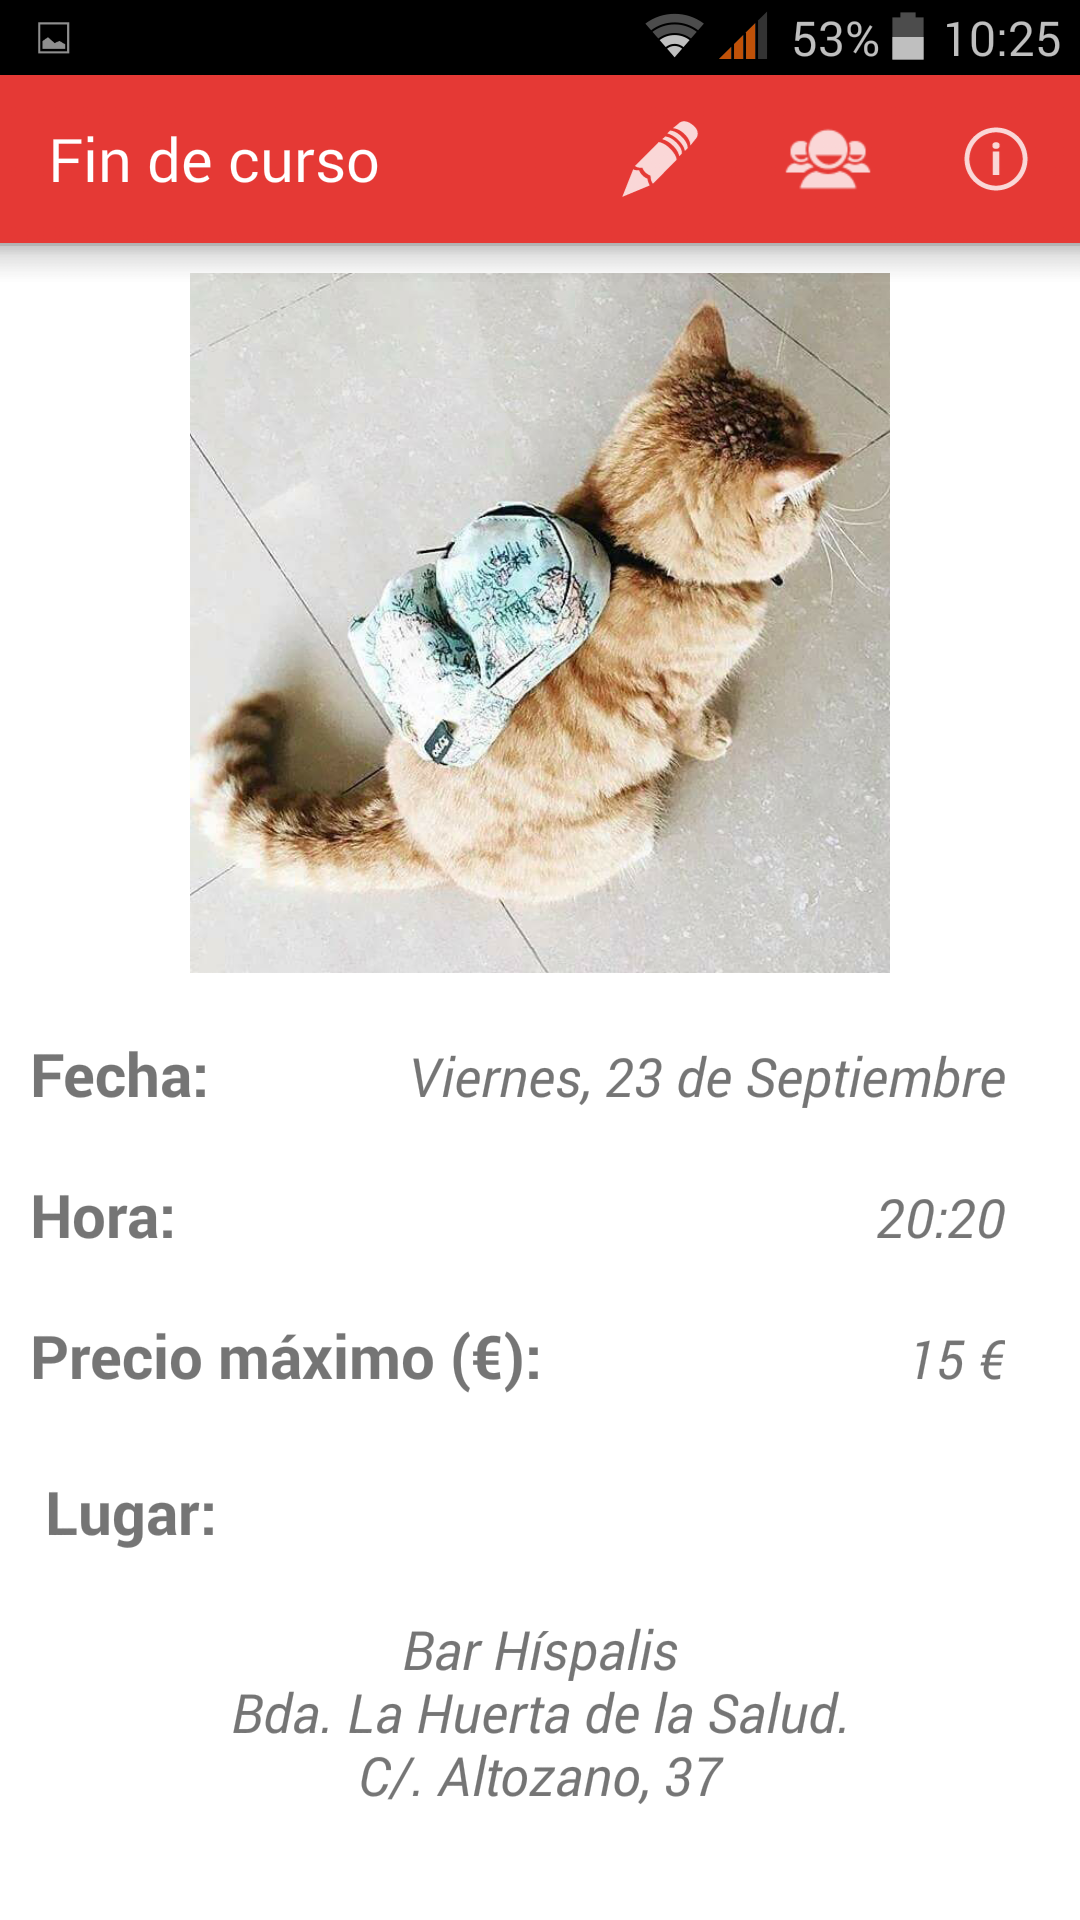 53% 10:25
Fin de curso
Fecha: Viernes, 23 de Septiembre
Hora: 20:20
Precio máximo (€): 15 €
Lugar:
Bar Híspalis
Bda. La Huerta de la Salud.
C/. Altozano, 37